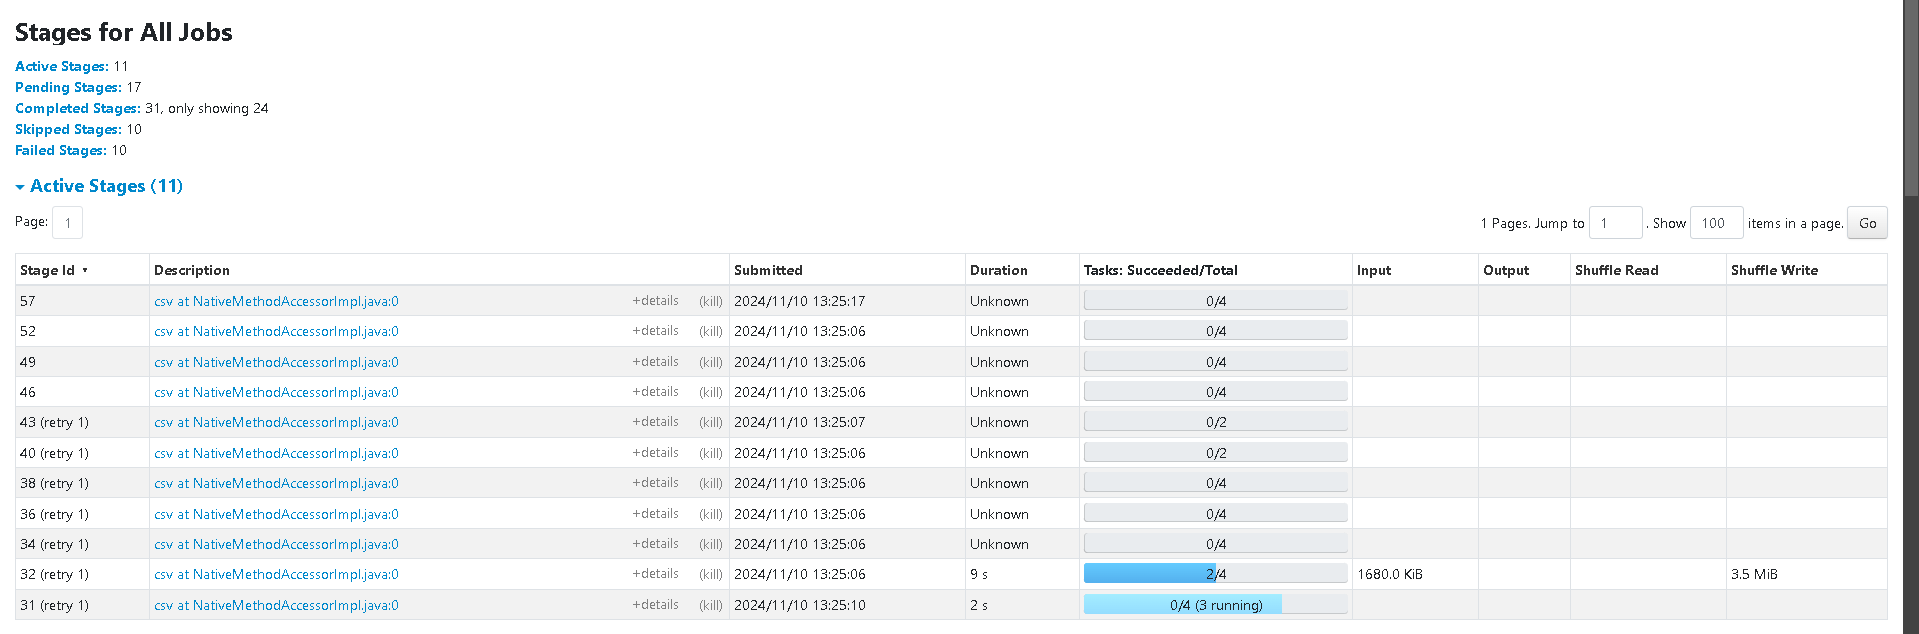 Stages for All Jobs
Active Stages: 11
Pending Stages: 17
Completed Stages: 31, only showing 24
Skipped Stages: 10
Failed Stages: 10
Active Stages (11)
Page: 1 1 Pages. Jump to 1 . Show 100 items in a page. Go
Stage Id Description Submitted Duration Tasks: Succeeded/Total Input Output Shuffle Read Shuffle Write
57 csv at NativeMethodAccessorImpl.java:0 +details (kill) 2024/11/10 13:25:17 Unknown 0/4
52 csv at NativeMethodAccessorImpl.java:0 +details (kill) 2024/11/10 13:25:06 Unknown 0/4
49 csv at NativeMethodAccessorImpl.java:0 +details (kill) 2024/11/10 13:25:06 Unknown 0/4
46 csv at NativeMethodAccessorImpl.java:0 +details (kill) 2024/11/10 13:25:06 Unknown 0/4
43 (retry 1) csv at NativeMethodAccessorImpl.java:0 +details (kill) 2024/11/10 13:25:07 Unknown 0/2
40 (retry 1) csv at NativeMethodAccessorImpl.java:0 +details (kill) 2024/11/10 13:25:06 Unknown 0/2
38 (retry 1) csv at NativeMethodAccessorImpl.java:0 +details (kill) 2024/11/10 13:25:06 Unknown 0/4
36 (retry 1) csv at NativeMethodAccessorImpl.java:0 +details (kill) 2024/11/10 13:25:06 Unknown 0/4
34 (retry 1) csv at NativeMethodAccessorImpl.java:0 +details (kill) 2024/11/10 13:25:06 Unknown 0/4
32 (retry 1) csv at NativeMethodAccessorImpl.java:0 +details (kill) 2024/11/10 13:25:06 9 s 2/4 1680.0 KiB 3.5 MiB
31 (retry 1) csv at NativeMethodAccessorImpl.java:0 +details (kill) 2024/11/10 13:25:10 2 s 0/4 (3 running)